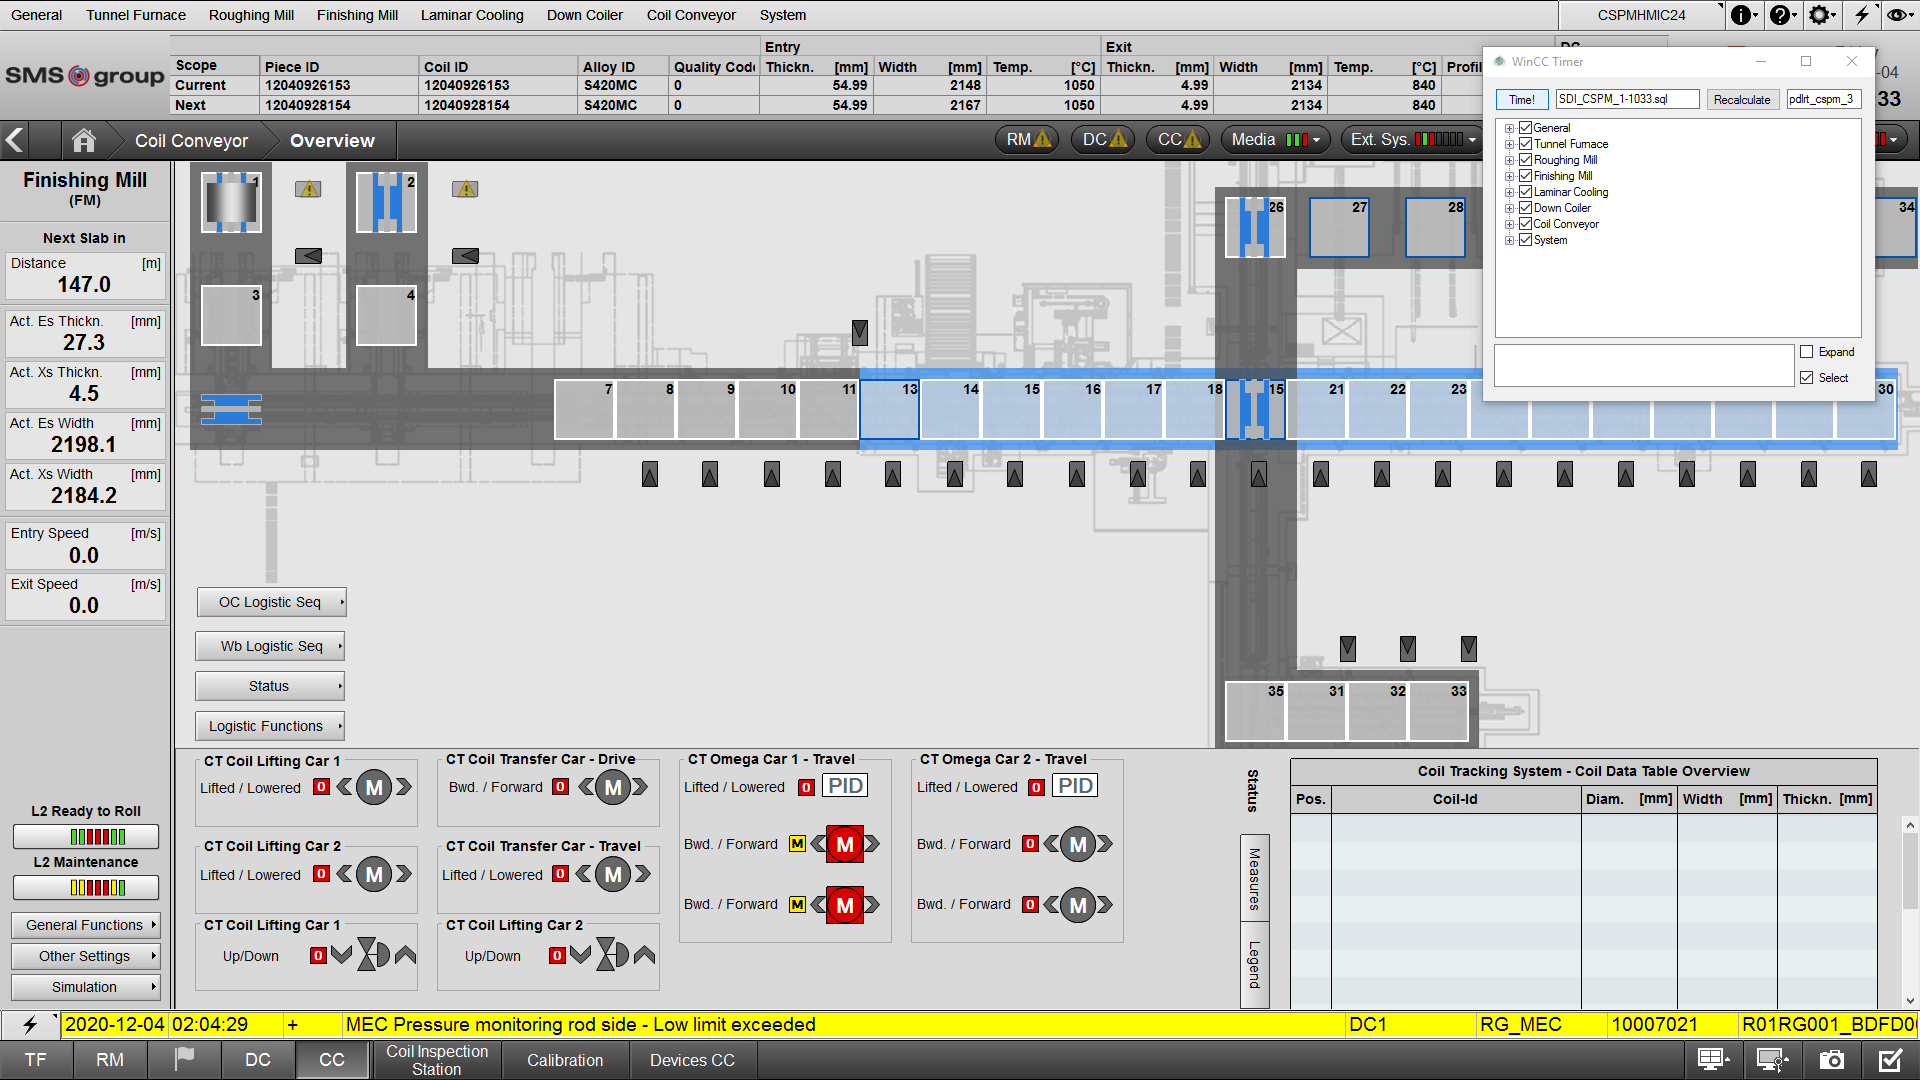 General Tunnel Furnace Roughing Mill Finishing Mill Laminar Cooling Down Coiler Coil Conveyor System CSPMHMIC24
SMS group
Entry Exit
Scope Piece ID Coil ID Alloy ID Quality Code Thickn. [mm] Width [mm] Temp. [°C] Thickn. [mm] Width [mm] Temp. [°C] Profil
Current 12040926153 12040926153 S420MC 0 54.99 2148 1050 4.99 2134 840
Next 12040928154 12040928154 S420MC 0 54.99 2167 1050 4.99 2134 840
-04
33
WinCC Timer
Time! SDI_CSPM_1-1033.sql Recalculate pdlrt_cspm_3
General
Tunnel Furnace
Roughing Mill
Finishing Mill
Laminar Cooling
Down Coiler
Coil Conveyor
System
Expand
Select
Coil Conveyor Overview RM DC CC Media Ext. Sys.
Finishing Mill
(FM)
Next Slab in
Distance [m]
147.0
Act. Es Thickn. [mm]
27.3
Act. Xs Thickn. [mm]
4.5
Act. Es Width [mm]
2198.1
Act. Xs Width [mm]
2184.2
Entry Speed [m/s]
0.0
Exit Speed [m/s]
0.0
L2 Ready to Roll
L2 Maintenance
General Functions
Other Settings
Simulation
1 2 26 27 28 34
3 4
7 8 9 10 11 13 14 15 16 17 18 15 21 22 23 30
35 31 32 33
OC Logistic Seq
Wb Logistic Seq
Status
Logistic Functions
CT Coil Lifting Car 1
Lifted / Lowered 0 M
CT Coil Lifting Car 2
Lifted / Lowered 0 M
CT Coil Lifting Car 1
Up/Down 0
CT Coil Transfer Car - Drive
Bwd. / Forward 0 M
CT Coil Transfer Car - Travel
Lifted / Lowered 0 M
CT Coil Lifting Car 2
Up/Down 0
CT Omega Car 1 - Travel
Lifted / Lowered 0 PID
Bwd. / Forward M M
Bwd. / Forward M M
CT Omega Car 2 - Travel
Lifted / Lowered 0 PID
Bwd. / Forward 0 M
Bwd. / Forward 0 M
Status
Measures
Legend
Coil Tracking System - Coil Data Table Overview
Pos. Coil-Id Diam. [mm] Width [mm] Thickn. [mm]
2020-12-04 02:04:29 + MEC Pressure monitoring rod side - Low limit exceeded DC1 RG_MEC 10007021 R01RG001_BDFD0
TF RM DC CC Coil Inspection Station Calibration Devices CC